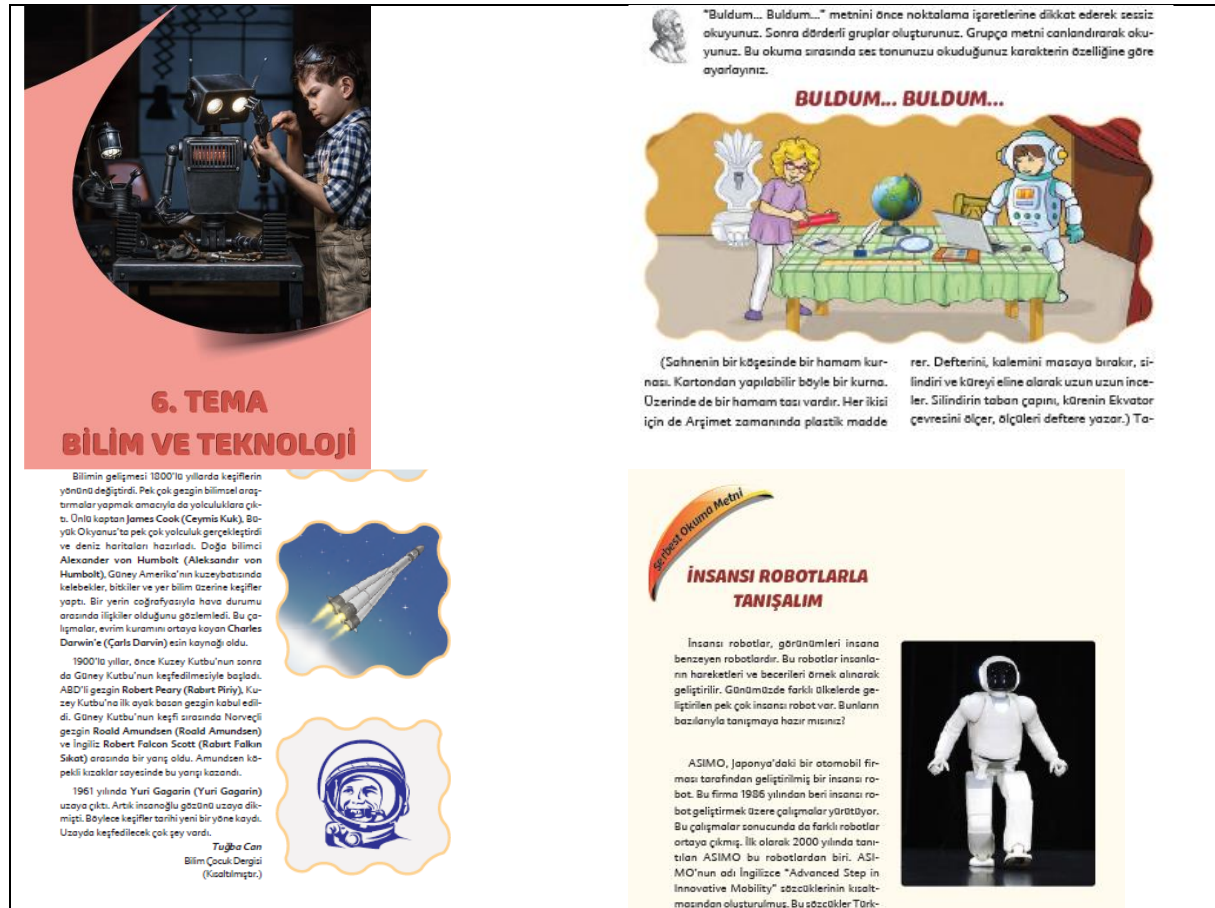 6. TEMA
BİLİM VE TEKNOLOJİ
"Buldum... Buldum..." metnini önce noktalama işaretlerine dikkat ederek sessiz
okuyunuz. Sonra dörderli gruplar oluşturunuz. Grupça metni canlandırarak oku-
yunuz. Bu okuma sırasında ses tonunuzu okuduğunuz karakterin özelliğine göre
ayarlayınız.
BULDUM... BULDUM...
(Sahnenin bir köşesinde bir hamam kur-
nası. Kartondan yapılabilir böyle bir kurna.
Üzerinde de bir hamam tası vardır. Her ikisi
için de Arşimet zamanında plastik madde
rer. Defterini, kalemini masaya bırakır, si-
lindiri ve küreyi eline alarak uzun uzun ince-
ler. Silindirin taban çapını, kürenin Ekvator
çevresini ölçer, ölçüleri deftere yazar.) Ta-
Bilimin gelişmesi 1800'lü yıllarda keşiflerin
yönünü değiştirdi. Pek çok gezgin bilimsel araş-
tırmalar yapmak amacıyla da yolculuklara çık-
tı. Ünlü kaptan James Cook (Ceymis Kuk), Bü-
yük Okyanus'ta pek çok yolculuk gerçekleştirdi
ve deniz haritaları hazırladı. Doğa bilimci
Alexander von Humbolt (Aleksandır von
Humbolt), Güney Amerika'nın kuzeybatısında
kelebekler, bitkiler ve yer bilim üzerine keşifler
yaptı. Bir yerin coğrafyasıyla hava durumu
arasında ilişkiler olduğunu gözlemledi. Bu ça-
lışmalar, evrim kuramını ortaya koyan Charles
Darwin'e (Çarls Darvin) esin kaynağı oldu.
1900'lü yıllar, önce Kuzey Kutbu'nun sonra
da Güney Kutbu'nun keşfedilmesiyle başladı.
ABD'li gezgin Robert Peary (Rabırt Piriy), Ku-
zey Kutbu'na ilk ayak basan gezgin kabul edil-
di. Güney Kutbu'nun keşfi sırasında Norveçli
gezgin Roald Amundsen (Roald Amundsen)
ve İngiliz Robert Falcon Scott (Rabırt Falkın
Sıkat) arasında bir yarış oldu. Amundsen kö-
pekli kızaklar sayesinde bu yarışı kazandı.
1961 yılında Yuri Gagarin (Yuri Gagarin)
uzaya çıktı. Artık insanoğlu gözünü uzaya dik-
mişti. Böylece keşifler tarihi yeni bir yöne kaydı.
Uzayda keşfedilecek çok şey vardı.
Tuğba Can
Bilim Çocuk Dergisi
(Kısaltılmıştır.)
Serbest Okuma Metni
İNSANSI ROBOTLARLA
TANIŞALIM
İnsansı robotlar, görünümleri insana
benzeyen robotlardır. Bu robotlar insanla-
rın hareketleri ve becerileri örnek alınarak
geliştirilir. Günümüzde farklı ülkelerde ge-
liştirilen pek çok insansı robot var. Bunların
bazılarıyla tanışmaya hazır mısınız?
ASIMO, Japonya'daki bir otomobil fir-
ması tarafından geliştirilmiş bir insansı ro-
bot. Bu firma 1986 yılından beri insansı ro-
bot geliştirmek üzere çalışmalar yürütüyor.
Bu çalışmalar sonucunda da farklı robotlar
ortaya çıkmış. İlk olarak 2000 yılında tanı-
tılan ASIMO bu robotlardan biri. ASI-
MO'nun adı İngilizce "Advanced Step in
Innovative Mobility" sözcüklerinin kısalt-
masından oluşturulmuş. Bu sözcükler Türk-